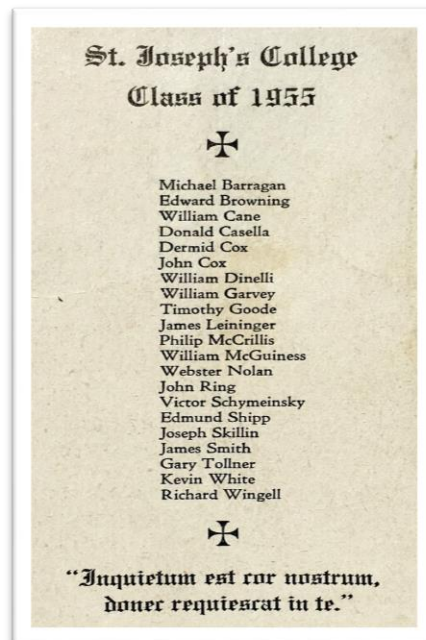 St. Joseph's College
Class of 1955
Michael Barragan
Edward Browning
William Cane
Donald Casella
Dermid Cox
John Cox
William Dinelli
William Garvey
Timothy Goode
James Leininger
Philip McCrillis
William McGuiness
Webster Nolan
John Ring
Victor Schymeinsky
Edmund Shipp
Joseph Skillin
James Smith
Gary Tollner
Kevin White
Richard Wingell
“Inquietum est cor nostrum,
donec requiescat in te.”